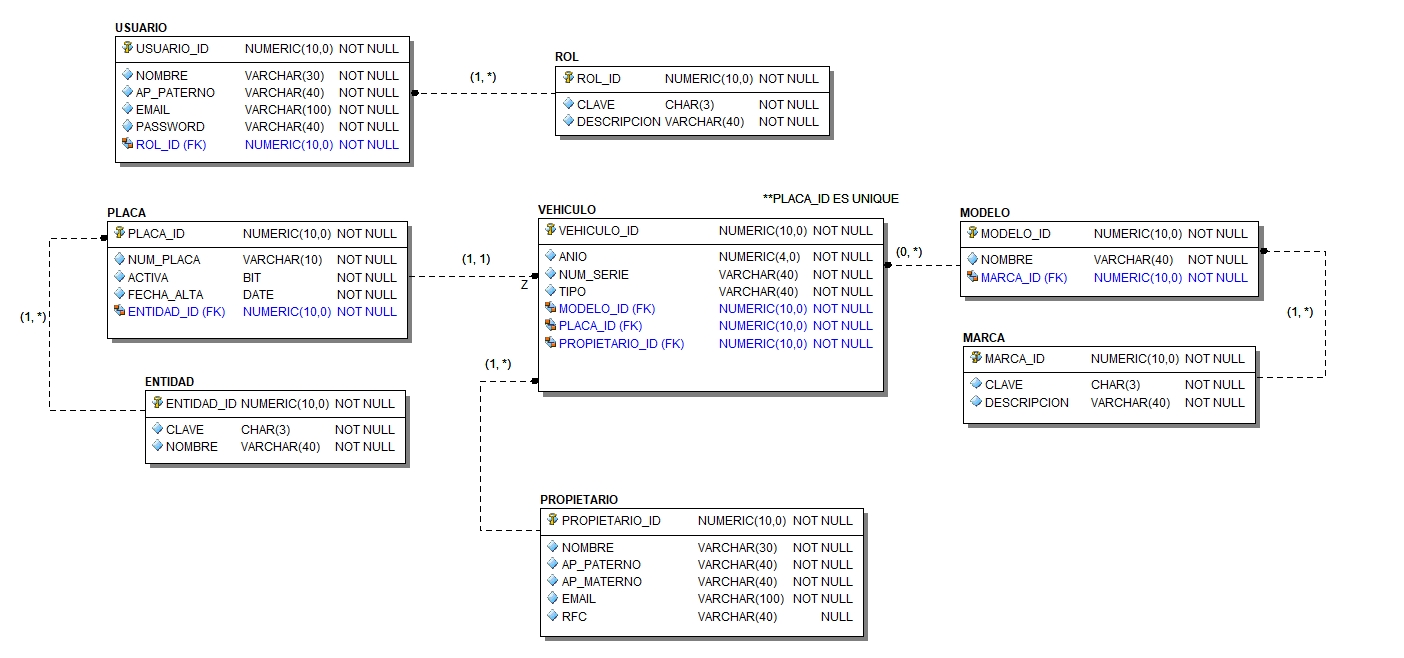 USUARIO
USUARIO_ID NUMERIC(10,0) NOT NULL
NOMBRE VARCHAR(30) NOT NULL
AP_PATERNO VARCHAR(40) NOT NULL
EMAIL VARCHAR(100) NOT NULL
PASSWORD VARCHAR(40) NOT NULL
ROL_ID (FK) NUMERIC(10,0) NOT NULL
(1, *)
ROL
ROL_ID NUMERIC(10,0) NOT NULL
CLAVE CHAR(3) NOT NULL
DESCRIPCION VARCHAR(40) NOT NULL
PLACA
PLACA_ID NUMERIC(10,0) NOT NULL
NUM_PLACA VARCHAR(10) NOT NULL
ACTIVA BIT NOT NULL
FECHA_ALTA DATE NOT NULL
ENTIDAD_ID (FK) NUMERIC(10,0) NOT NULL
(1, *)
ENTIDAD
ENTIDAD_ID NUMERIC(10,0) NOT NULL
CLAVE CHAR(3) NOT NULL
NOMBRE VARCHAR(40) NOT NULL
(1, 1)
Z
**PLACA_ID ES UNIQUE
VEHICULO
VEHICULO_ID NUMERIC(10,0) NOT NULL
ANIO NUMERIC(4,0) NOT NULL
NUM_SERIE VARCHAR(40) NOT NULL
TIPO VARCHAR(40) NOT NULL
MODELO_ID (FK) NUMERIC(10,0) NOT NULL
PLACA_ID (FK) NUMERIC(10,0) NOT NULL
PROPIETARIO_ID (FK) NUMERIC(10,0) NOT NULL
(1, *)
(0, *)
MODELO
MODELO_ID NUMERIC(10,0) NOT NULL
NOMBRE VARCHAR(40) NOT NULL
MARCA_ID (FK) NUMERIC(10,0) NOT NULL
(1, *)
MARCA
MARCA_ID NUMERIC(10,0) NOT NULL
CLAVE CHAR(3) NOT NULL
DESCRIPCION VARCHAR(40) NOT NULL
PROPIETARIO
PROPIETARIO_ID NUMERIC(10,0) NOT NULL
NOMBRE VARCHAR(30) NOT NULL
AP_PATERNO VARCHAR(40) NOT NULL
AP_MATERNO VARCHAR(40) NOT NULL
EMAIL VARCHAR(100) NOT NULL
RFC VARCHAR(40) NULL